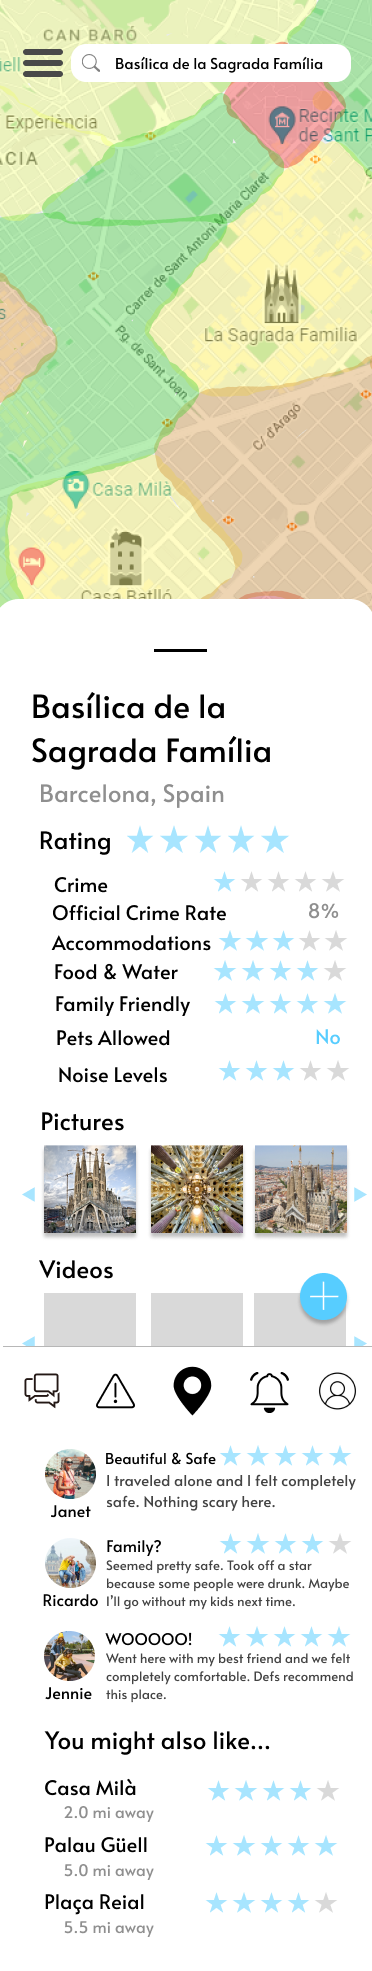 CAN BARÓ
üell
Basílica de la Sagrada Família
Experiència
Recinte M
de Sant P
ÀCIA
Carrer de Sant Antoni Maria Claret
La Sagrada Familia
s
Pg. de Sant Joan
C/ d'Aragó
Casa Milà
Casa Batlló
Basílica de la
Sagrada Família
Barcelona, Spain
Rating
Crime
Official Crime Rate 8%
Accommodations
Food & Water
Family Friendly
Pets Allowed No
Noise Levels
Pictures
Videos
Beautiful & Safe
I traveled alone and I felt completely
safe. Nothing scary here.
Janet
Family?
Seemed pretty safe. Took off a star
because some people were drunk. Maybe
I'll go without my kids next time.
Ricardo
WOOOOO!
Went here with my best friend and we felt
completely comfortable. Defs recommend
this place.
Jennie
You might also like...
Casa Milà
2.0 mi away
Palau Güell
5.0 mi away
Plaça Reial
5.5 mi away